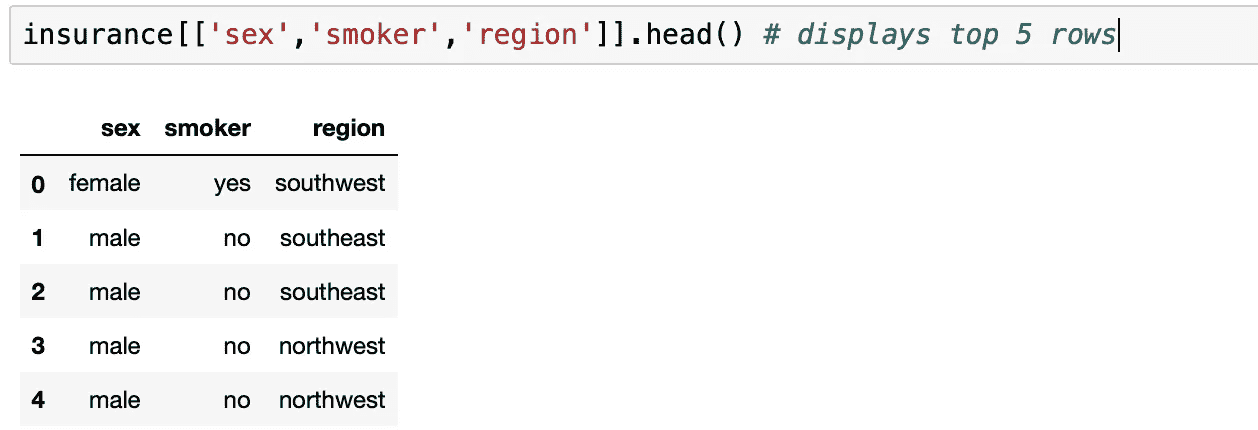 insurance[['sex','smoker','region']].head() # displays top 5 rows
sex smoker region
0 female yes southwest
1 male no southeast
2 male no southeast
3 male no northwest
4 male no northwest